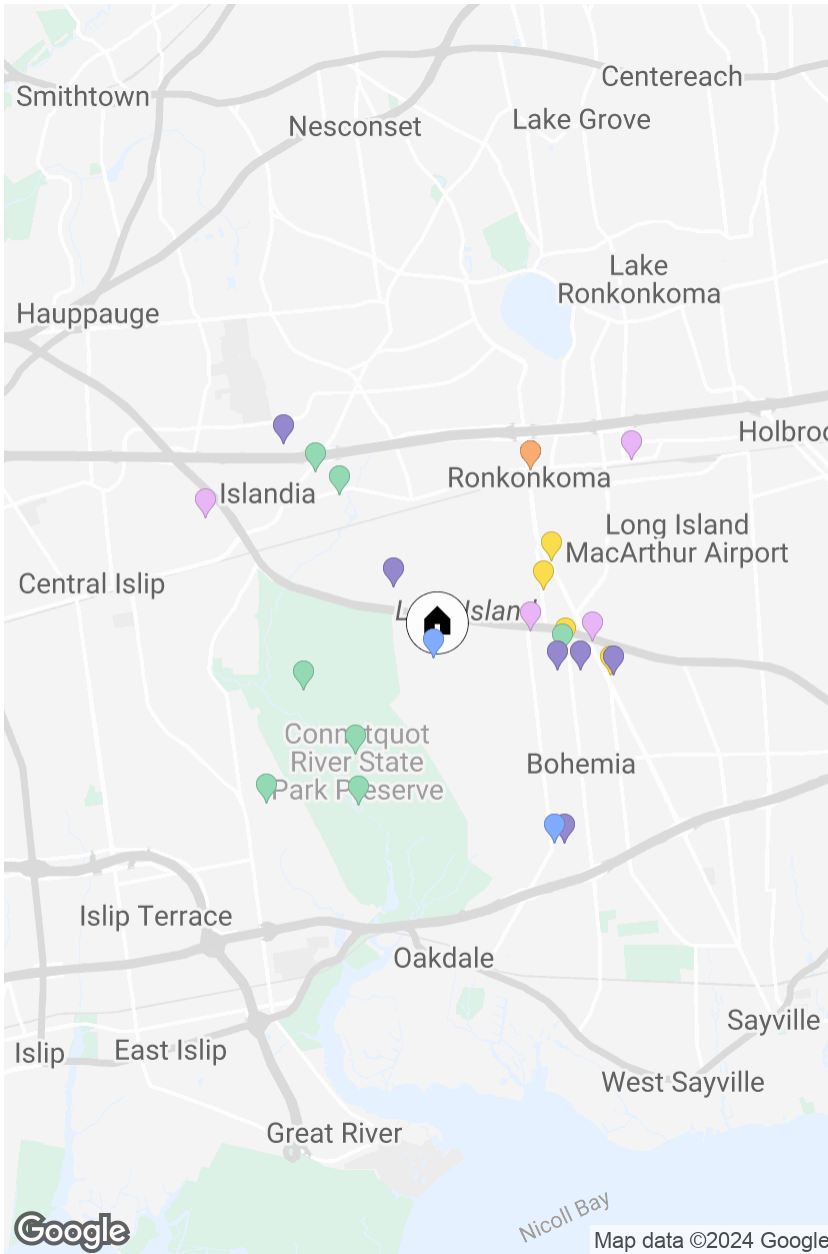 Centereach
Smithtown
Lake Grove
Nesconset
Lake
Ronkonkoma
Hauppauge
Holbroo
Ronkonkoma
Islandia
Long Island
MacArthur Airport
Central Islip
Island
River State
Park Preserve
Bohemia
Islip Terrace
Oakdale
Sayville
Islip
East Islip
West Sayville
Great River
Nicoll Bay
Google
Map data ©2024 Google